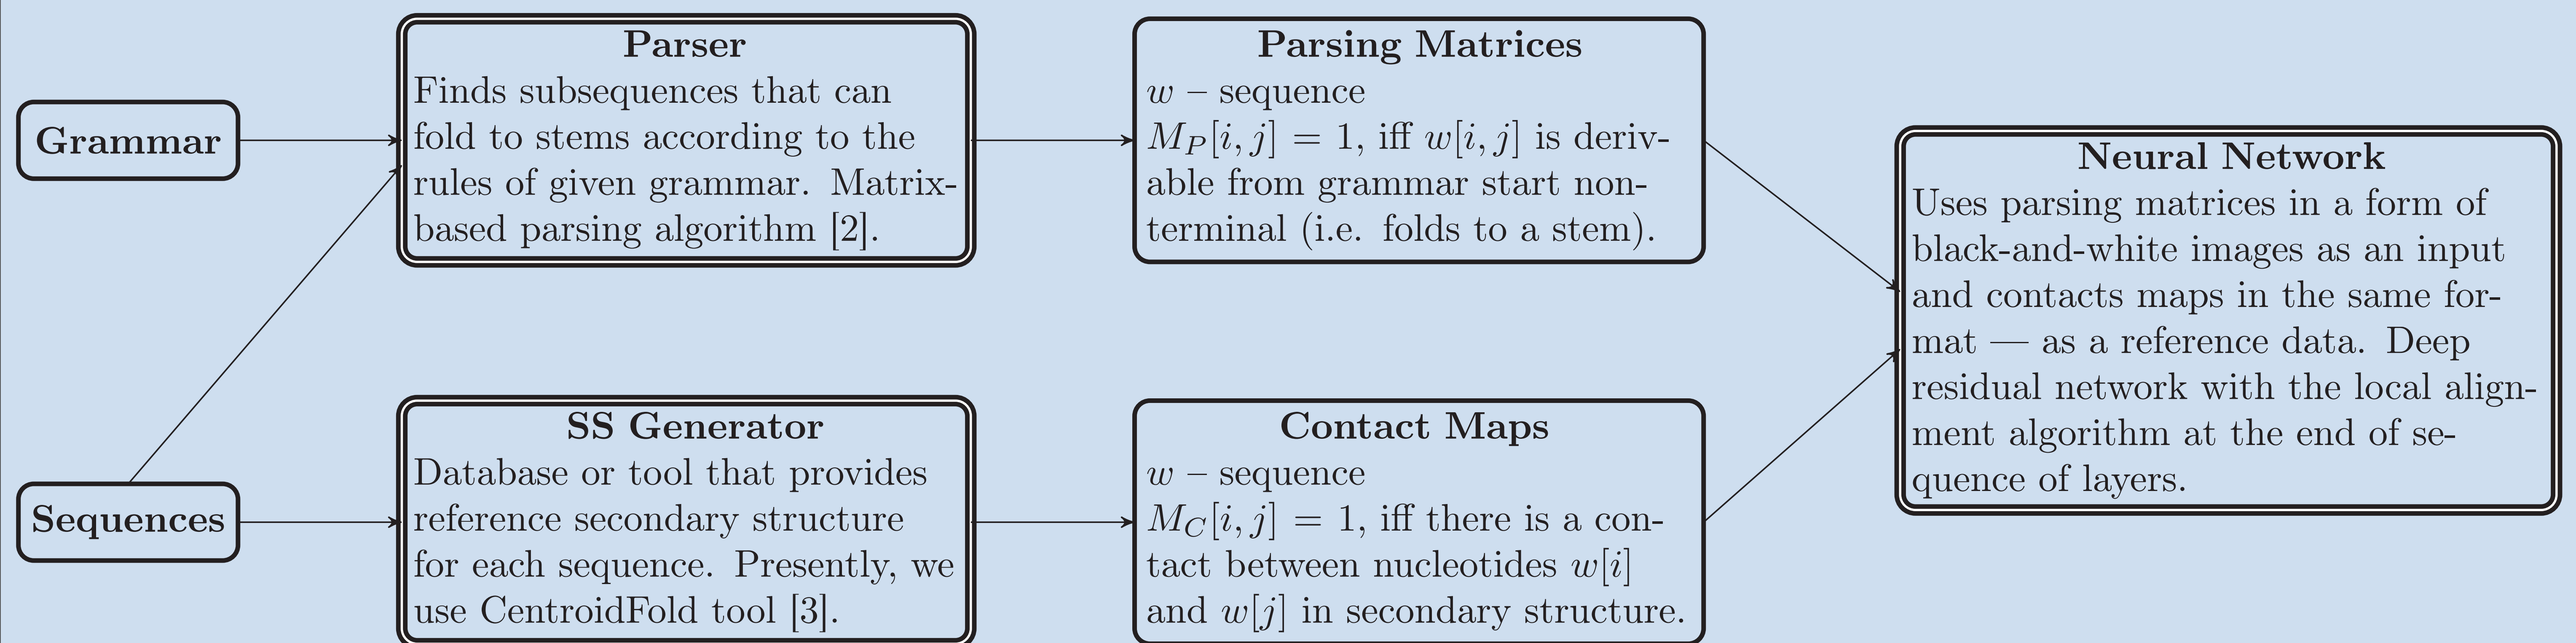 Grammar
Sequences
Parser
Finds subsequences that can
fold to stems according to the
rules of given grammar. Matrix-
based parsing algorithm [2].
SS Generator
Database or tool that provides
reference secondary structure
for each sequence. Presently, we
use CentroidFold tool [3].
Parsing Matrices
w – sequence
M_P[i, j] = 1, iff w[i, j] is deriv-
able from grammar start non-
terminal (i.e. folds to a stem).
Contact Maps
w – sequence
M_C[i, j] = 1, iff there is a con-
tact between nucleotides w[i]
and w[j] in secondary structure.
Neural Network
Uses parsing matrices in a form of
black-and-white images as an input
and contacts maps in the same for-
mat — as a reference data. Deep
residual network with the local align-
ment algorithm at the end of se-
quence of layers.